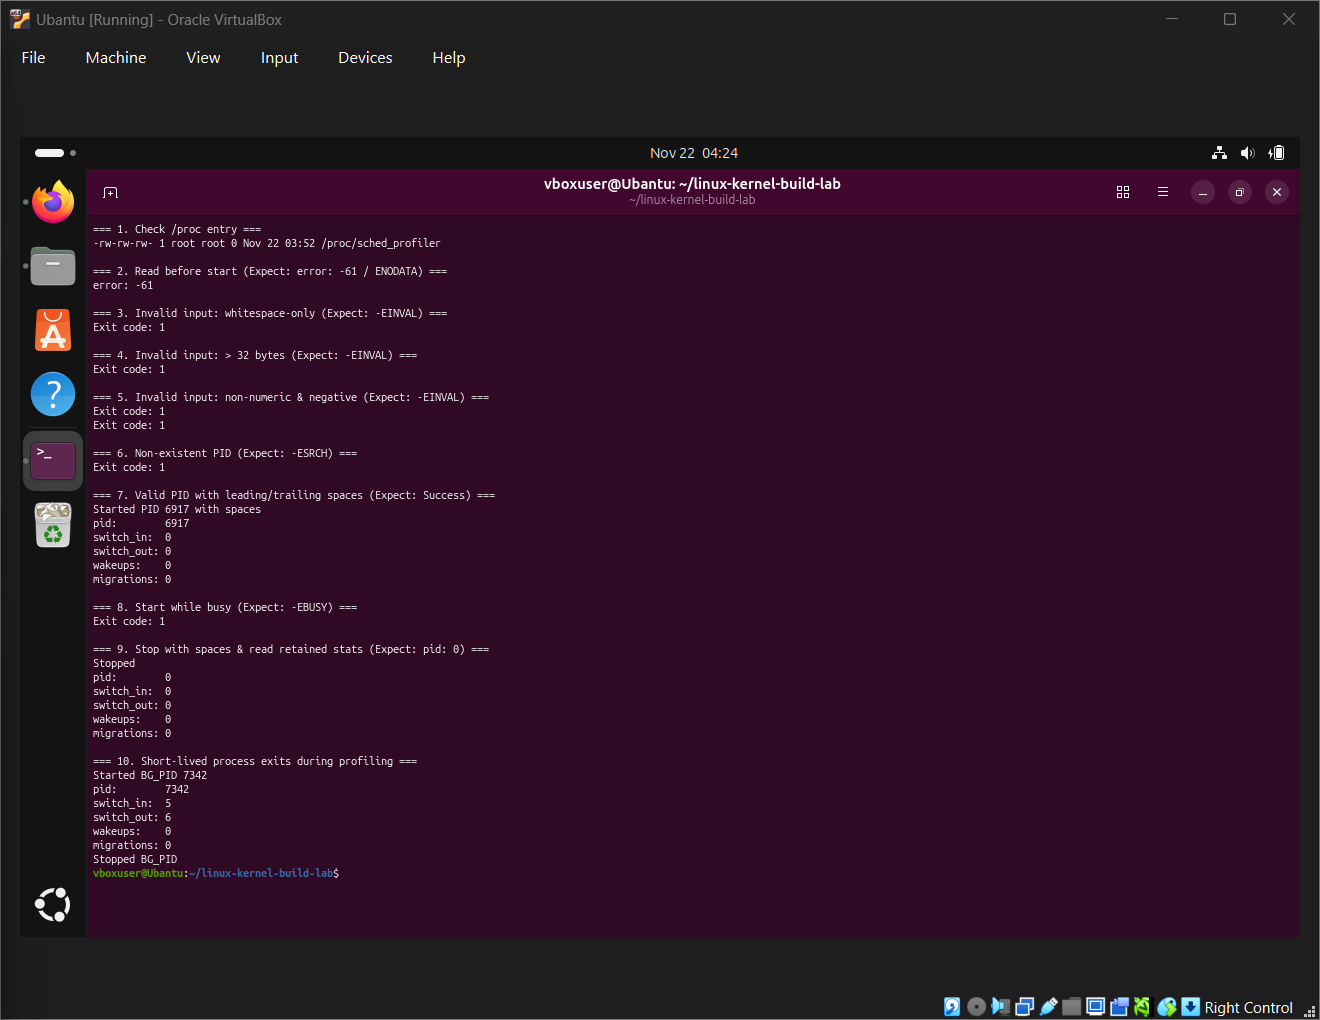 Ubantu [Running] - Oracle VirtualBox
File Machine View Input Devices Help
Nov 22 04:24
vboxuser@Ubantu: ~/linux-kernel-build-lab
~/linux-kernel-build-lab
=== 1. Check /proc entry ===
-rw-rw-rw- 1 root root 0 Nov 22 03:52 /proc/sched_profiler
=== 2. Read before start (Expect: error: -61 / ENODATA) ===
error: -61
=== 3. Invalid input: whitespace-only (Expect: -EINVAL) ===
Exit code: 1
=== 4. Invalid input: > 32 bytes (Expect: -EINVAL) ===
Exit code: 1
=== 5. Invalid input: non-numeric & negative (Expect: -EINVAL) ===
Exit code: 1
Exit code: 1
=== 6. Non-existent PID (Expect: -ESRCH) ===
Exit code: 1
=== 7. Valid PID with leading/trailing spaces (Expect: Success) ===
Started PID 6917 with spaces
pid: 6917
switch_in: 0
switch_out: 0
wakeups: 0
migrations: 0
=== 8. Start while busy (Expect: -EBUSY) ===
Exit code: 1
=== 9. Stop with spaces & read retained stats (Expect: pid: 0) ===
Stopped
pid: 0
switch_in: 0
switch_out: 0
wakeups: 0
migrations: 0
=== 10. Short-lived process exits during profiling ===
Started BG_PID 7342
pid: 7342
switch_in: 5
switch_out: 6
wakeups: 0
migrations: 0
Stopped BG_PID
vboxuser@Ubantu:~/linux-kernel-build-lab$
Right Control